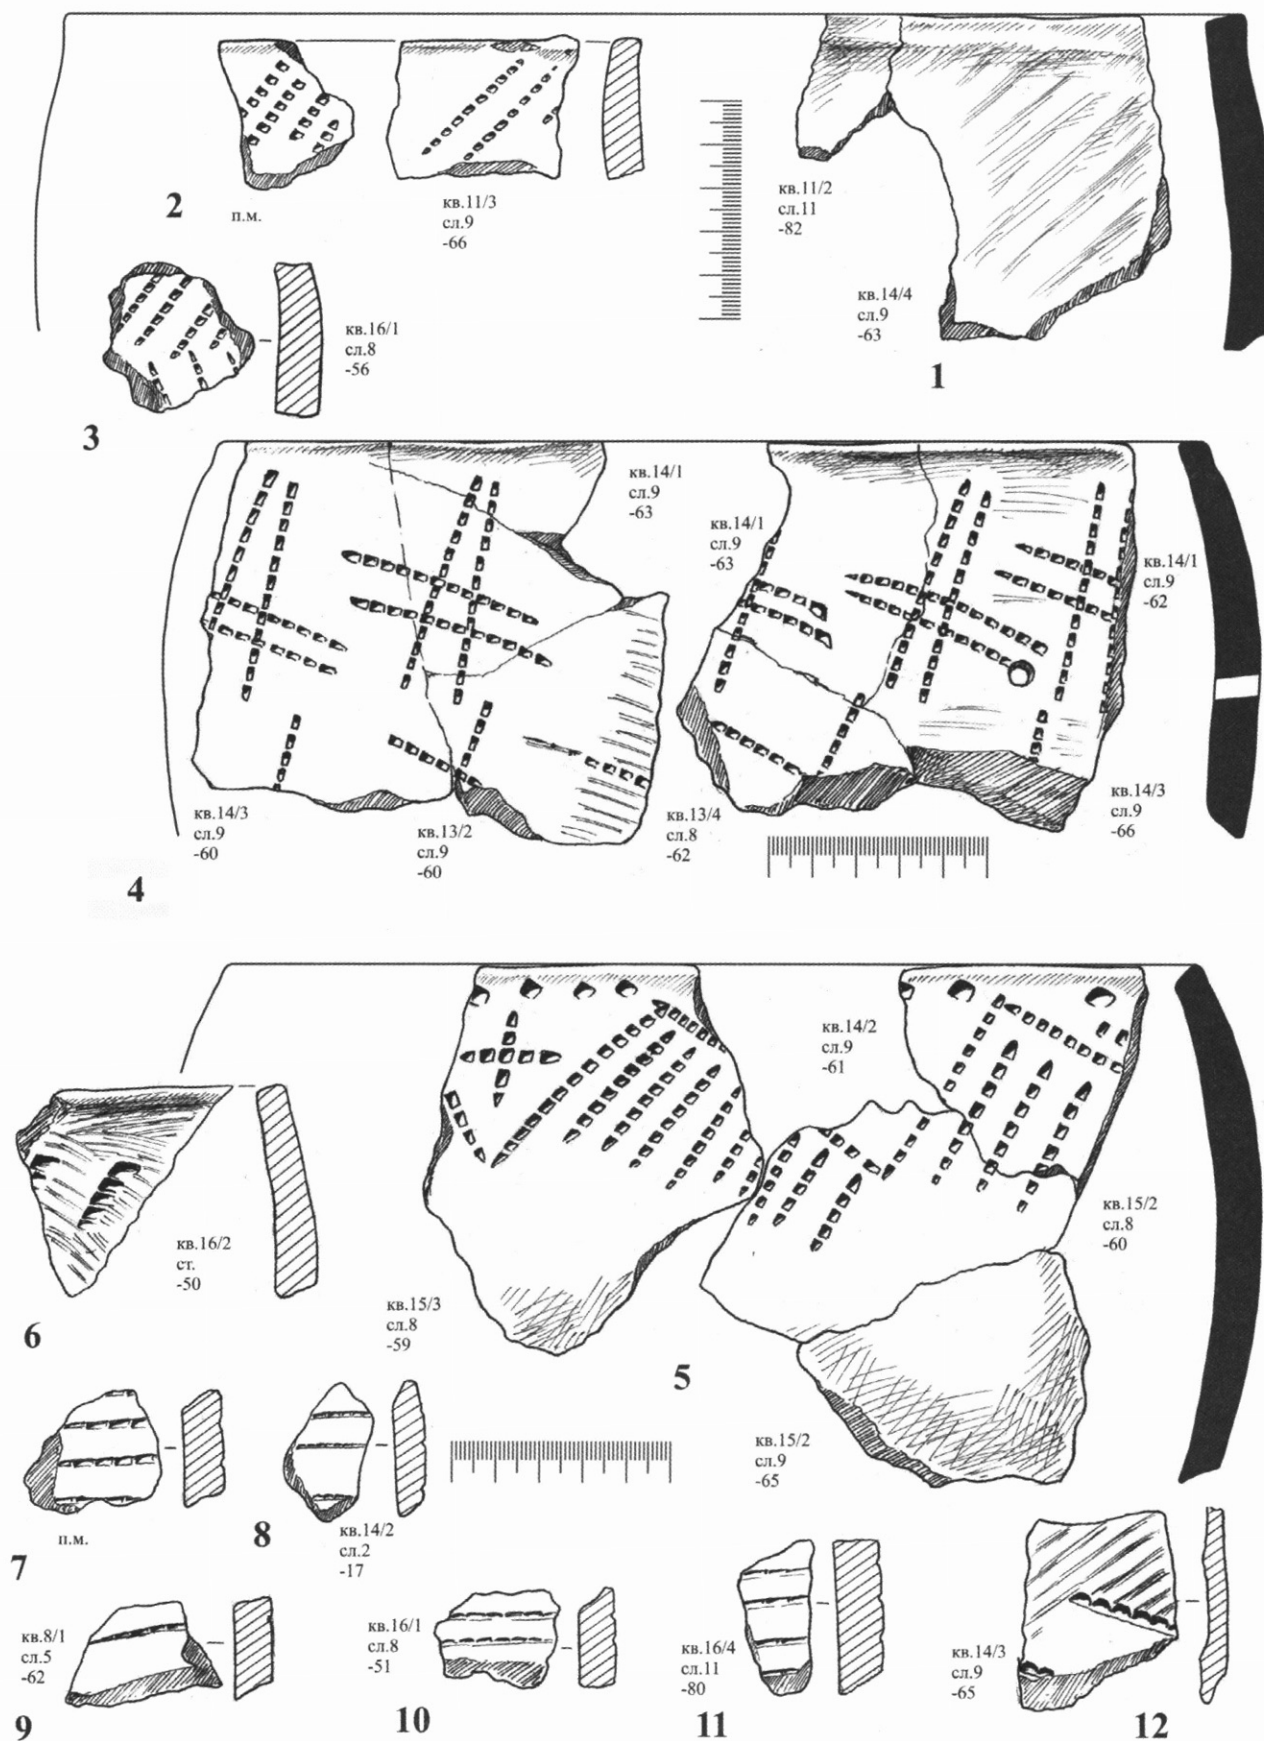 2
п.м.
кв.11/3
сл.9
-66
кв.11/2
сл.11
-82
кв.14/4
сл.9
-63
1
кв.16/1
сл.8
-56
3
кв.14/1
сл.9
-63
кв.14/1
сл.9
-63
кв.14/1
сл.9
-62
кв.14/3
сл.9
-60
кв.13/2
сл.9
-60
кв.13/4
сл.8
-62
кв.14/3
сл.9
-66
4
кв.14/2
сл.9
-61
кв.15/2
сл.8
-60
кв.16/2
ст.
-50
6
кв.15/3
сл.8
-59
5
кв.15/2
сл.9
-65
п.м.
7
8
кв.14/2
сл.2
-17
кв.8/1
сл.5
-62
9
кв.16/1
сл.8
-51
10
кв.16/4
сл.11
-80
11
кв.14/3
сл.9
-65
12